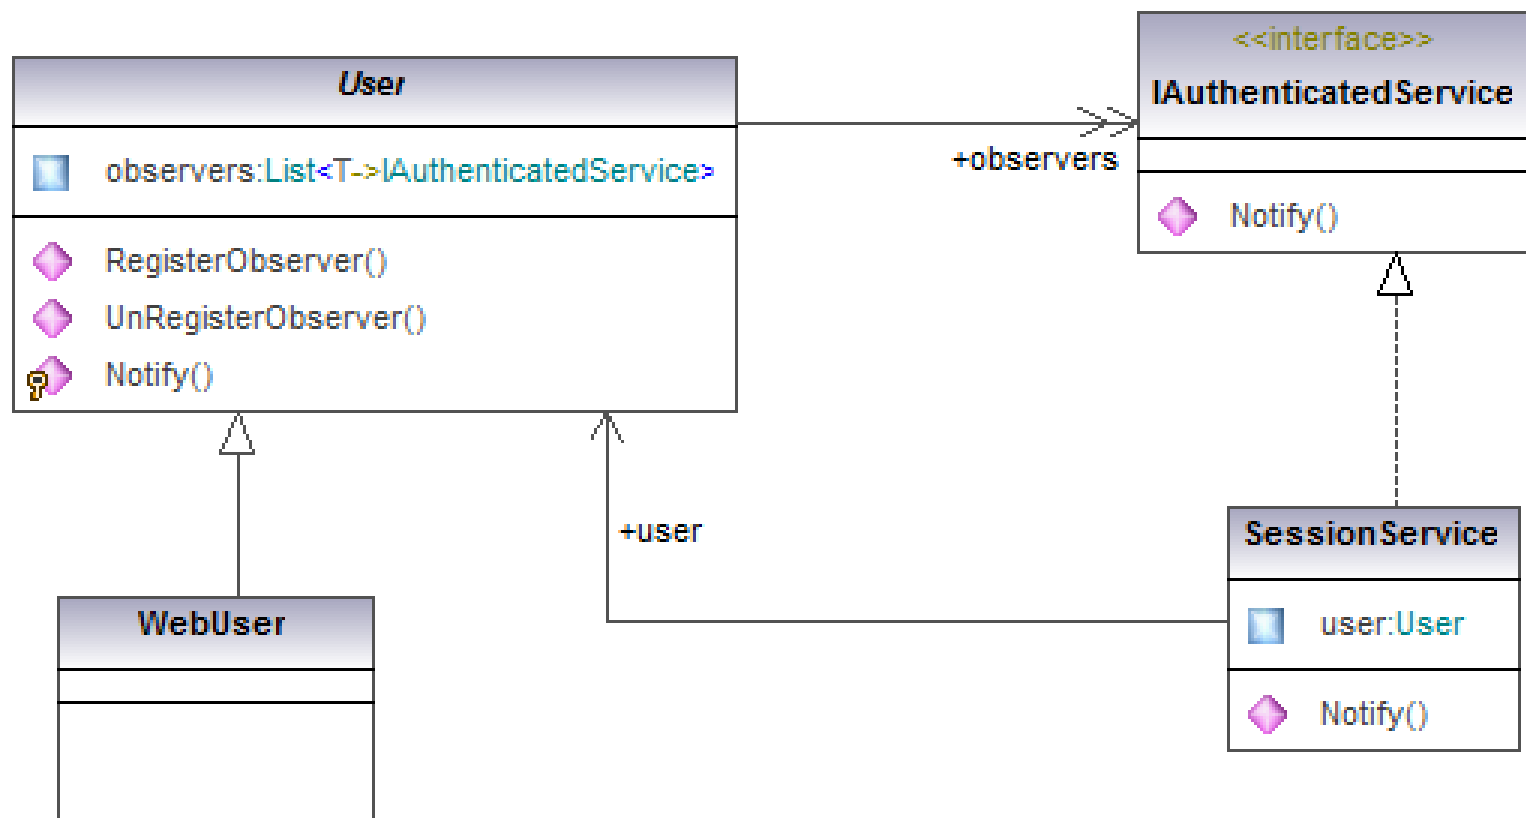 User
observers:List<T->IAuthenticatedService>
RegisterObserver()
UnRegisterObserver()
Notify()
+observers
<<interface>>
IAuthenticatedService
Notify()
+user
WebUser
SessionService
user:User
Notify()